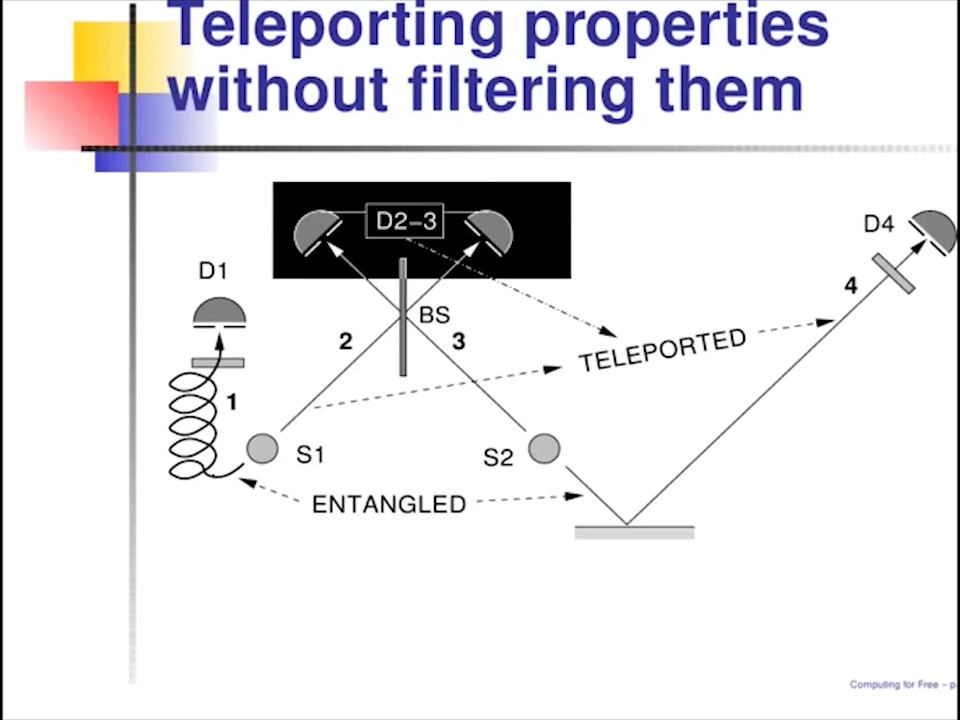 Teleporting properties
without filtering them
D2–3
D4
D1
4
BS
2
3
TELEPORTED
1
S1
S2
ENTANGLED
Computing for Free – p.